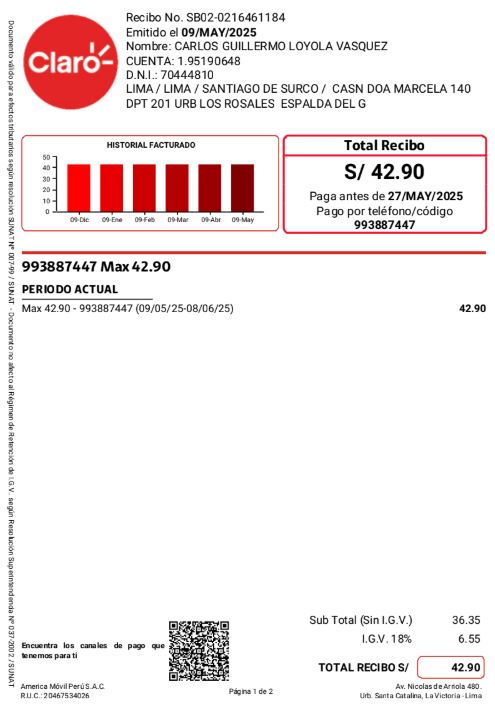 Claro
Recibo No. SB02-0216461184
Emitido el 09/MAY/2025
Nombre: CARLOS GUILLERMO LOYOLA VASQUEZ
CUENTA: 1.95190648
D.N.I.: 70444810
LIMA / LIMA / SANTIAGO DE SURCO / CASN DOA MARCELA 140
DPT 201 URB LOS ROSALES ESPALDA DEL G
Documento válido para efectos tributarios según resolución SUNAT N° 007-99 / SUNAT - Documento no afecto al Régimen de Retención de I.G.V. según Resolución Superintendencia N° 037-2002 / SUNAT
HISTORIAL FACTURADO
50
40
30
20
10
0
09-Dic 09-Ene 09-Feb 09-Mar 09-Abr 09-May
Total Recibo
S/ 42.90
Paga antes de 27/MAY/2025
Pago por teléfono/código
993887447
993887447 Max 42.90
PERIODO ACTUAL
Max 42.90 - 993887447 (09/05/25-08/06/25) 42.90
Encuentra los canales de pago que
tenemos para ti
Sub Total (Sin I.G.V.) 36.35
I.G.V. 18% 6.55
TOTAL RECIBO S/ 42.90
America Móvil Perú S.A.C.
R.U.C.: 20467534026
Página 1 de 2
Av. Nicolas de Arriola 480.
Urb. Santa Catalina, La Victoria - Lima